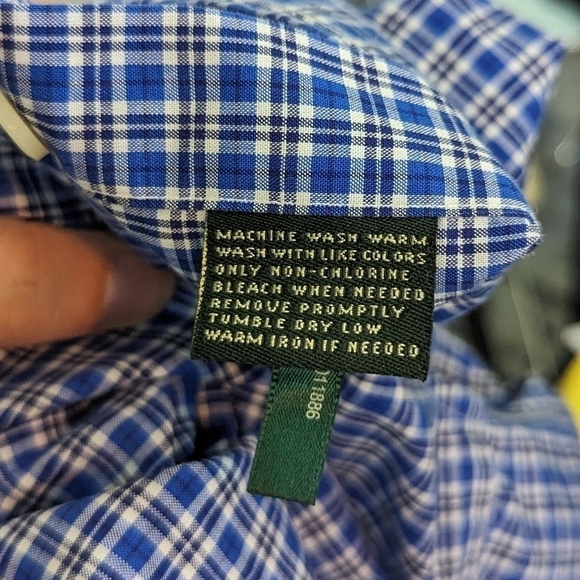 MACHINE WASH WARM
WASH WITH LIKE COLORS
ONLY NON-CHLORINE
BLEACH WHEN NEEDED
REMOVE PROMPTLY
TUMBLE DRY LOW
WARM IRON IF NEEDED